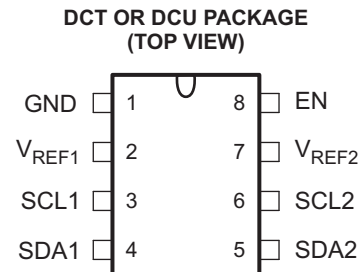 DCT OR DCU PACKAGE
(TOP VIEW)
GND 1 8 EN
VREF1 2 7 VREF2
SCL1 3 6 SCL2
SDA1 4 5 SDA2